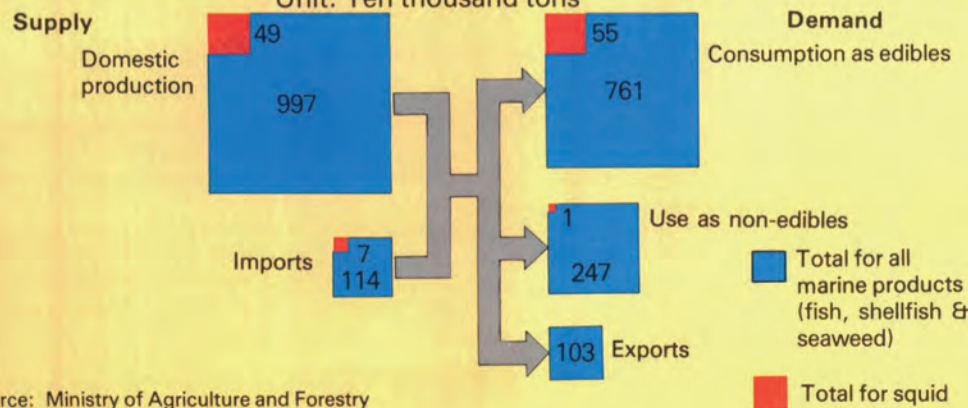 Unit: Ten thousand tons
Supply
Demand
Domestic
production
49
997
55
761
Consumption as edibles
Imports
7
114
1
247
Use as non-edibles
103
Exports
Total for all
marine products
(fish, shellfish &
seaweed)
Total for squid
Ministry of Agriculture and Forestry